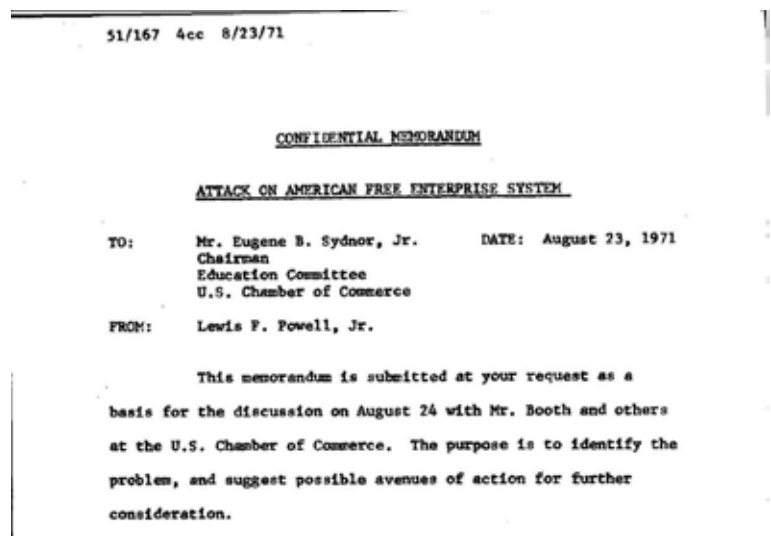 51/167 4cc 8/23/71
CONFIDENTIAL MEMORANDUM
ATTACK ON AMERICAN FREE ENTERPRISE SYSTEM
TO: Mr. Eugene B. Sydnor, Jr. DATE: August 23, 1971
Chairman
Education Committee
U.S. Chamber of Commerce
FROM: Lewis F. Powell, Jr.
This memorandum is submitted at your request as a
basis for the discussion on August 24 with Mr. Booth and others
at the U.S. Chamber of Commerce. The purpose is to identify the
problem, and suggest possible avenues of action for further
consideration.